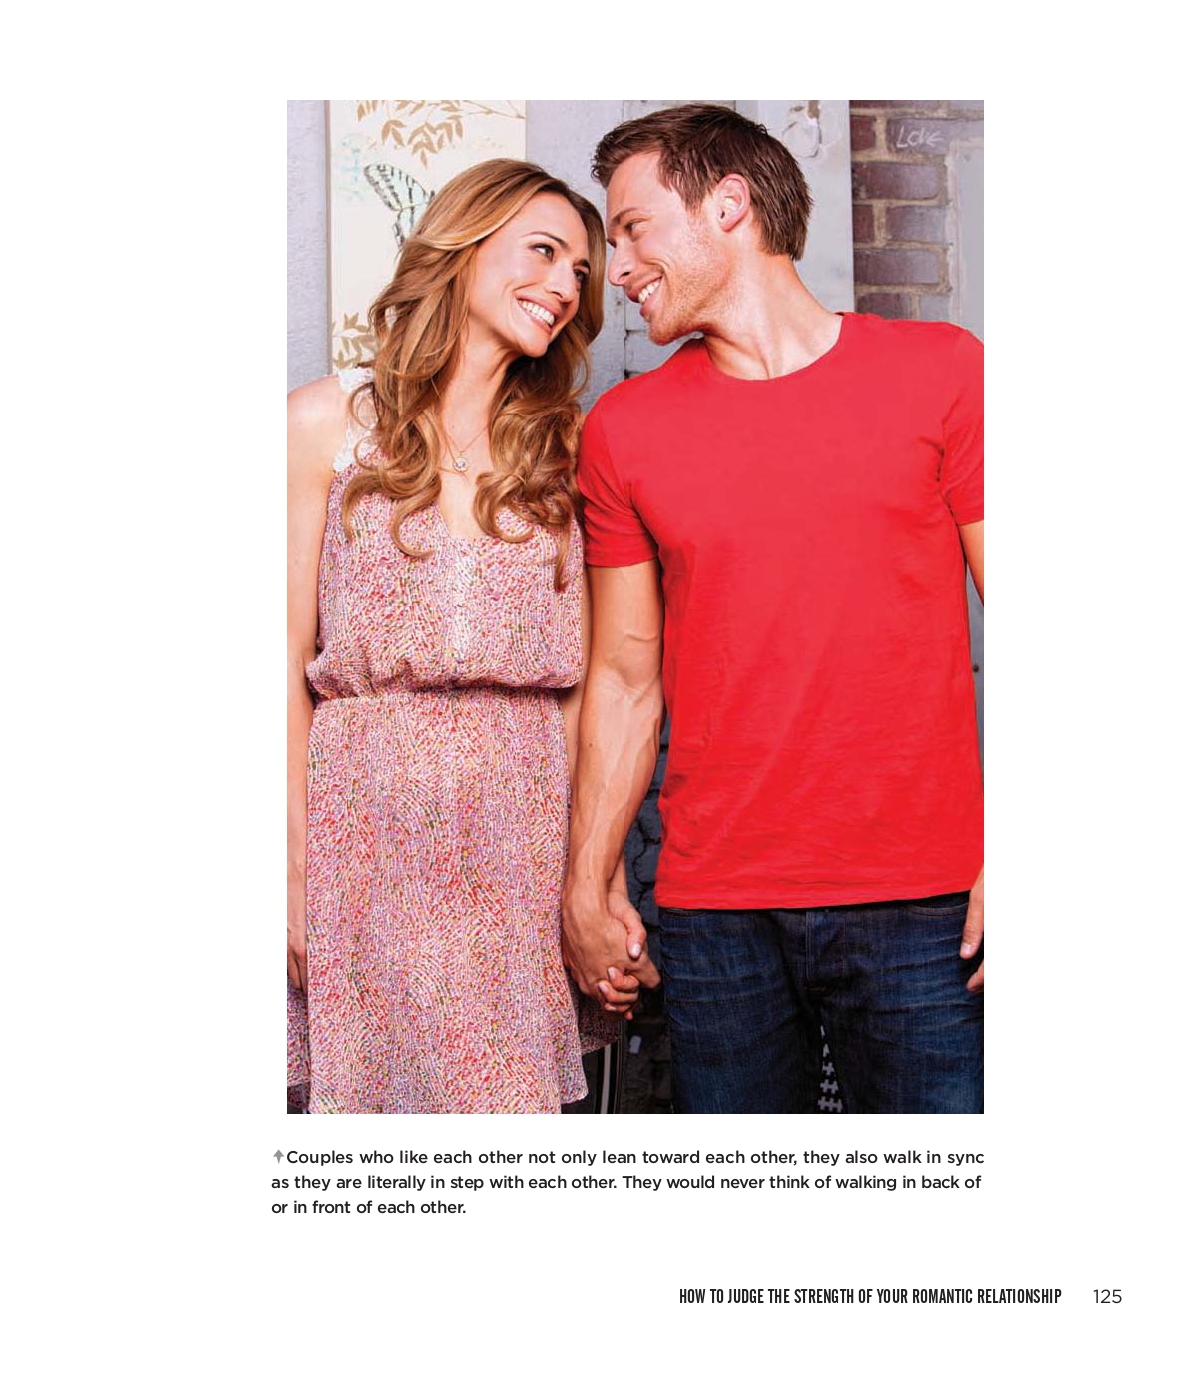 Love
Couples who like each other not only lean toward each other, they also walk in sync
as they are literally in step with each other. They would never think of walking in back of
or in front of each other.
HOW TO JUDGE THE STRENGTH OF YOUR ROMANTIC RELATIONSHIP 125